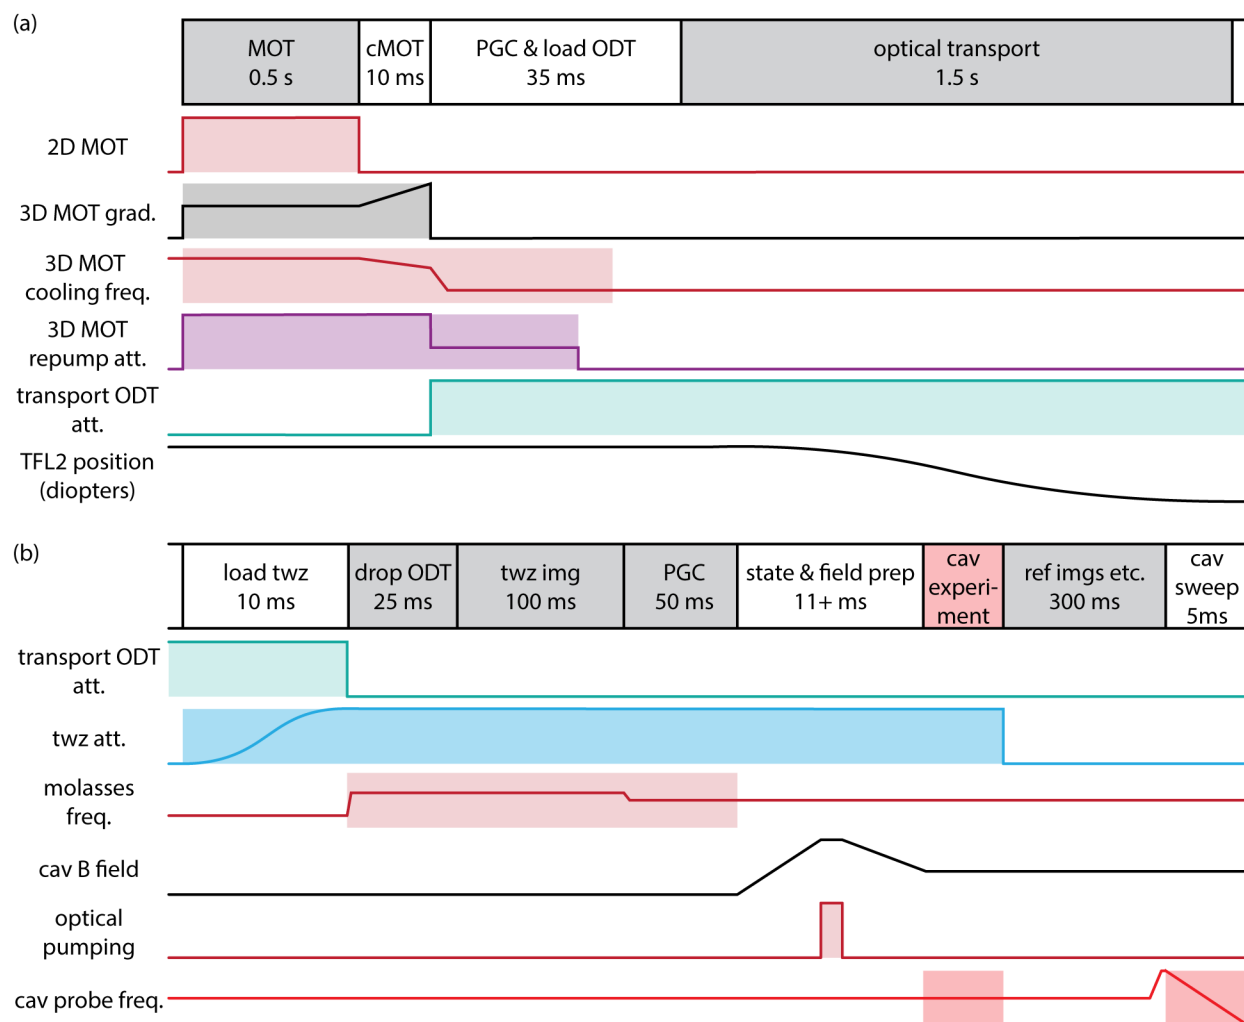 (a)
MOT
0.5 s
cMOT
10 ms
PGC & load ODT
35 ms
optical transport
1.5 s
2D MOT
3D MOT grad.
3D MOT
cooling freq.
3D MOT
repump att.
transport ODT
att.
TFL2 position
(diopters)
(b)
load twz
10 ms
drop ODT
25 ms
twz img
100 ms
PGC
50 ms
state & field prep
11+ ms
cav
experi-
ment
ref imgs etc.
300 ms
cav
sweep
5ms
transport ODT
att.
twz att.
molasses
freq.
cav B field
optical
pumping
cav probe freq.